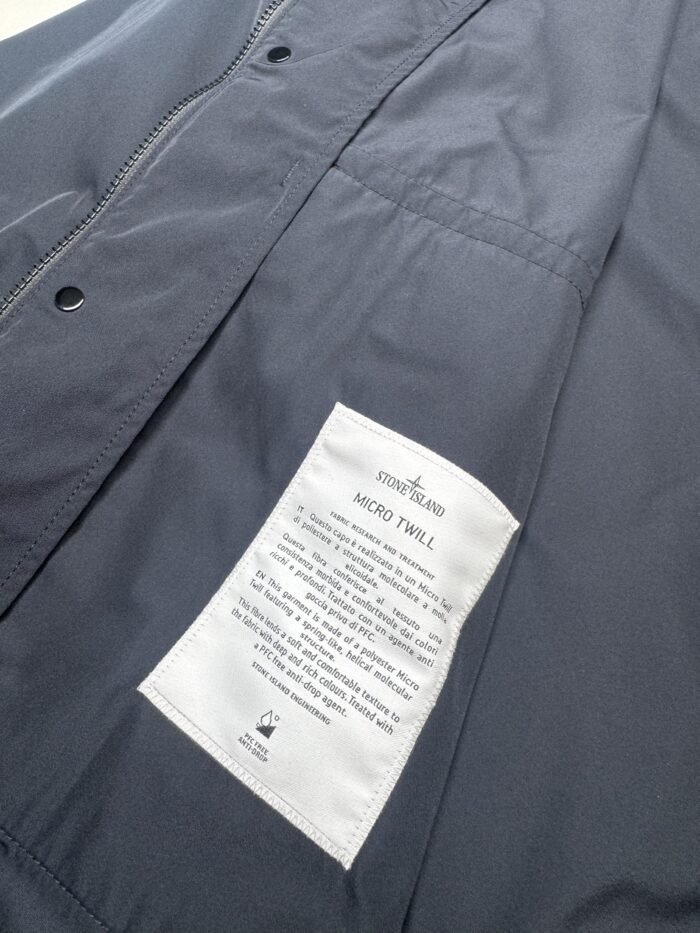 STONE ISLAND
MICRO TWILL
FABRIC RESEARCH AND TREATMENT
IT Questo capo è realizzato in un Micro Twill
di poliestere a struttura molecolare a molla
elicoidale.
Questa fibra conferisce al tessuto una
consistenza morbida e confortevole dai colori
ricchi e profondi. Trattato con un agente anti
goccia privo di PFC.
EN This garment is made of a polyester Micro
Twill featuring a spring-like, helical molecular
structure.
This fibre lends a soft and comfortable texture to
the fabric with deep and rich colours. Treated with
a PFC free anti-drop agent.
STONE ISLAND ENGINEERING
PFC FREE
ANTI-DROP